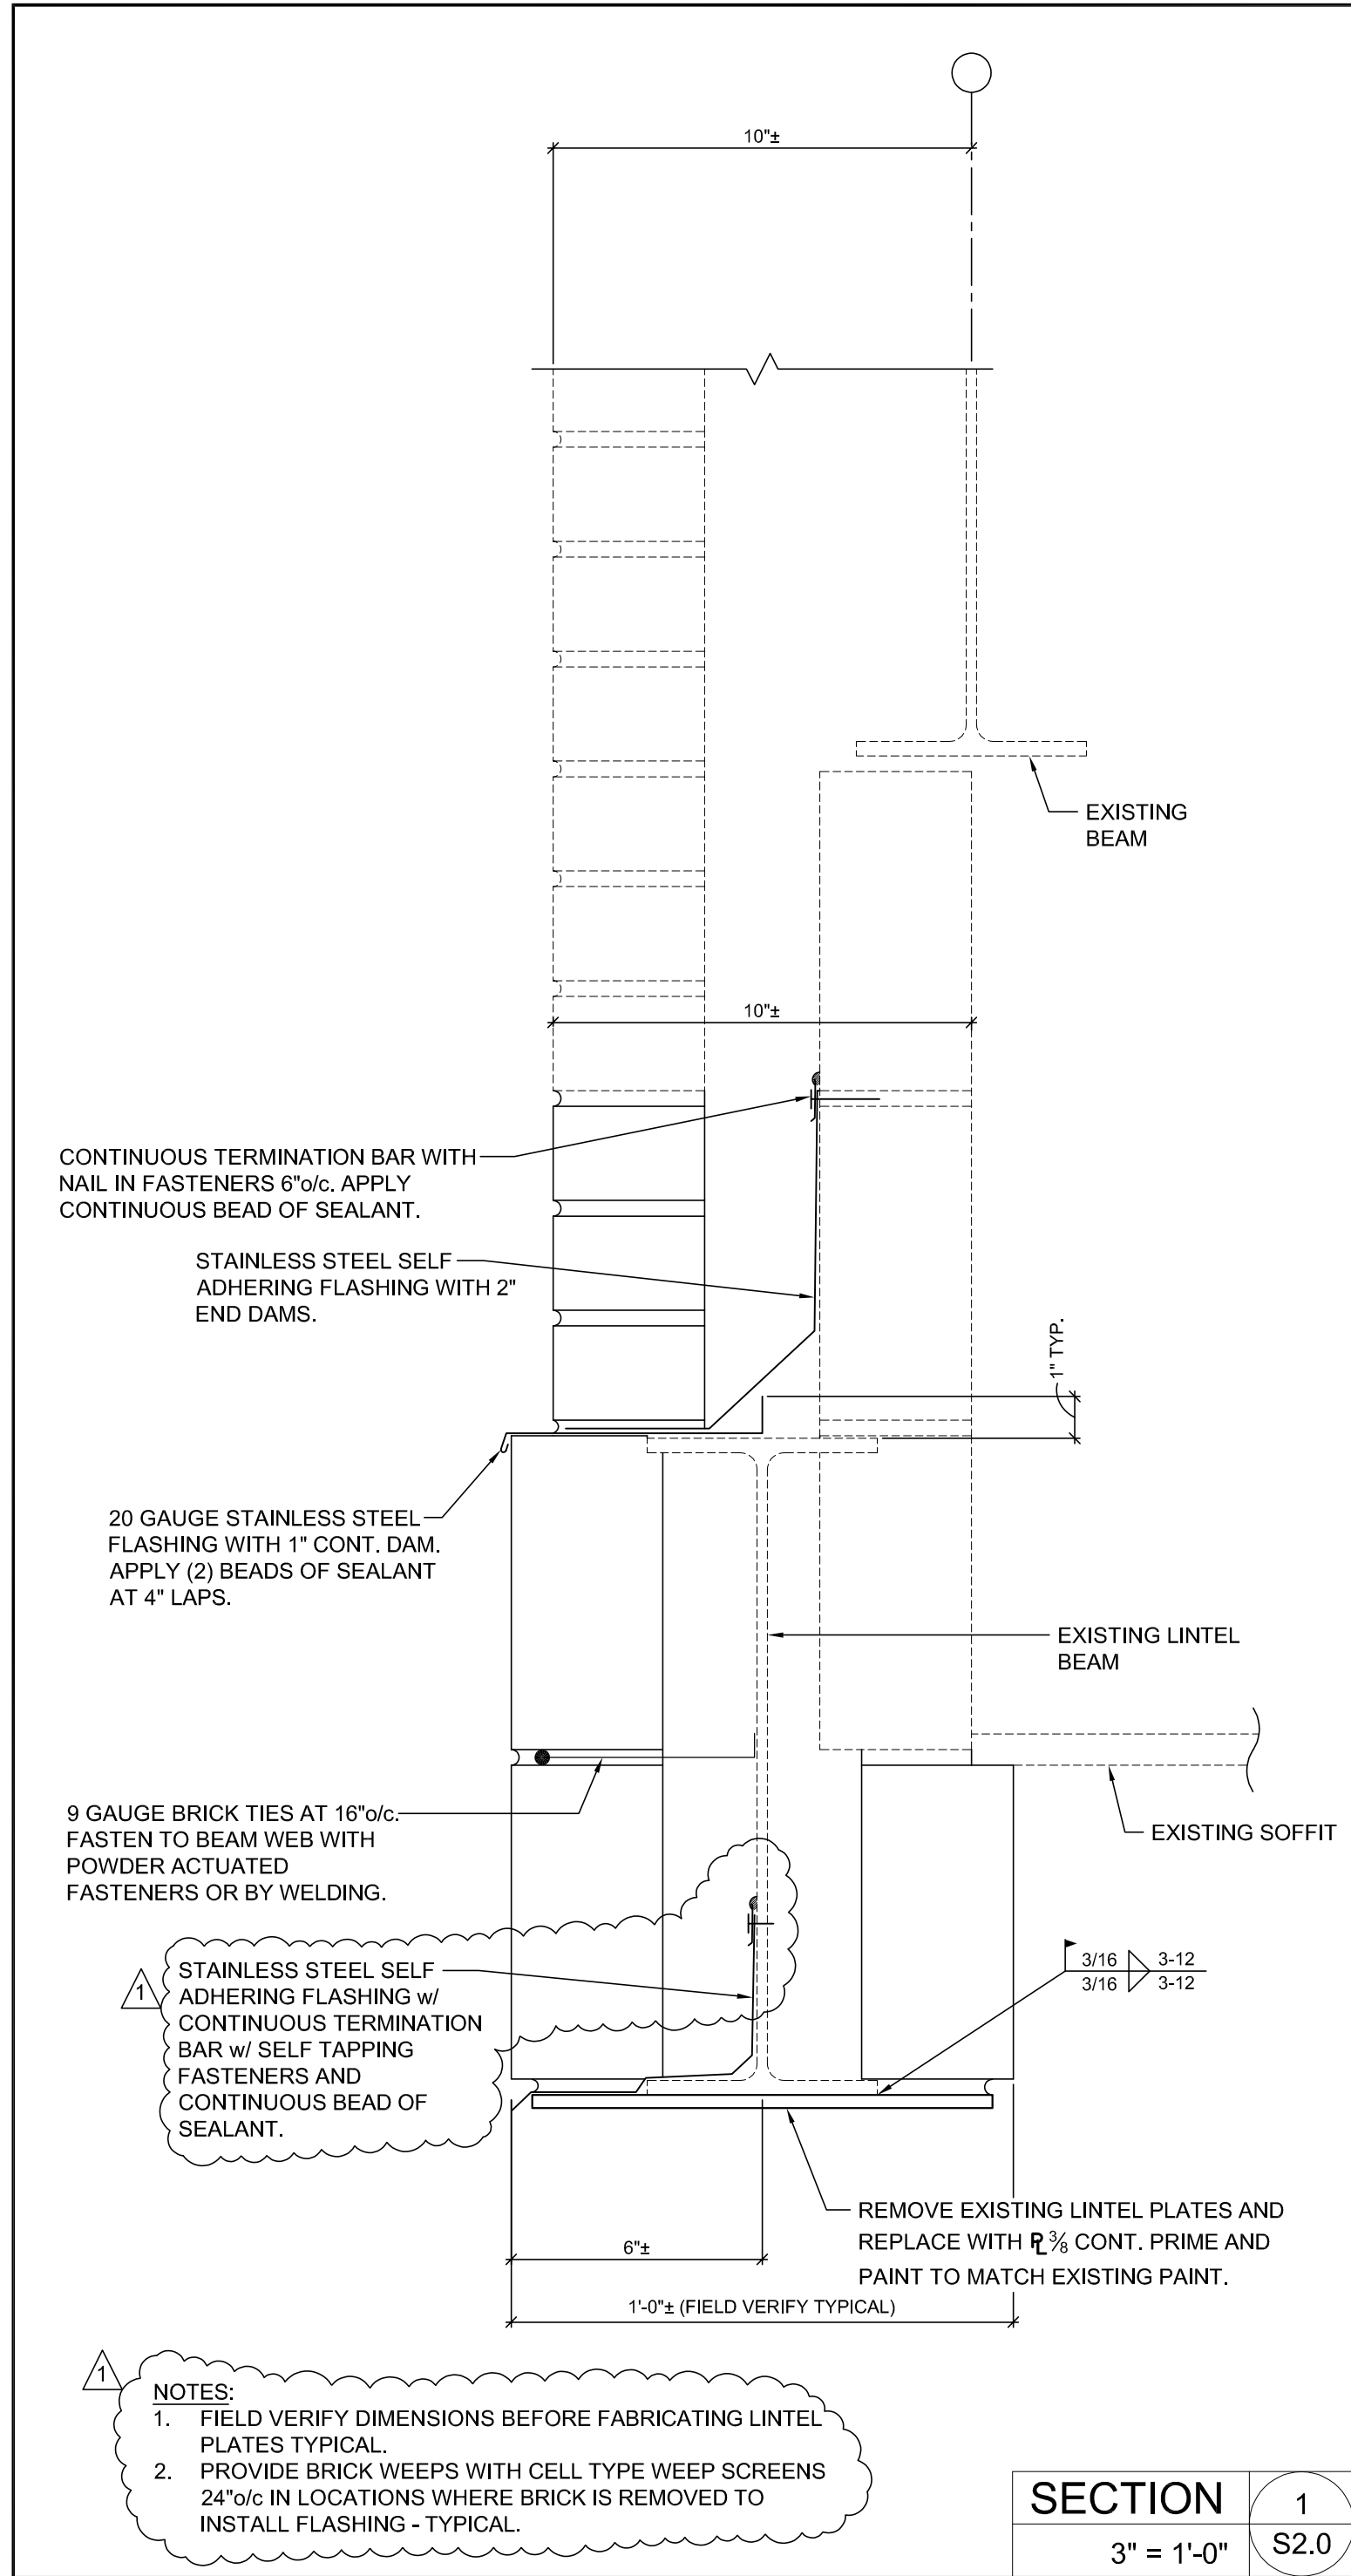 10"±
EXISTING
BEAM
10"±
CONTINUOUS TERMINATION BAR WITH
NAIL IN FASTENERS 6"o/c. APPLY
CONTINUOUS BEAD OF SEALANT.
STAINLESS STEEL SELF
ADHERING FLASHING WITH 2"
END DAMS.
1" TYP.
20 GAUGE STAINLESS STEEL
FLASHING WITH 1" CONT. DAM.
APPLY (2) BEADS OF SEALANT
AT 4" LAPS.
EXISTING LINTEL
BEAM
9 GAUGE BRICK TIES AT 16"o/c.
FASTEN TO BEAM WEB WITH
POWDER ACTUATED
FASTENERS OR BY WELDING.
EXISTING SOFFIT
1
STAINLESS STEEL SELF
ADHERING FLASHING w/
CONTINUOUS TERMINATION
BAR w/ SELF TAPPING
FASTENERS AND
CONTINUOUS BEAD OF
SEALANT.
3/16 3-12
3/16 3-12
REMOVE EXISTING LINTEL PLATES AND
REPLACE WITH PL 3/8 CONT. PRIME AND
PAINT TO MATCH EXISTING PAINT.
6"±
1'-0"± (FIELD VERIFY TYPICAL)
1
NOTES:
1. FIELD VERIFY DIMENSIONS BEFORE FABRICATING LINTEL
PLATES TYPICAL.
2. PROVIDE BRICK WEEPS WITH CELL TYPE WEEP SCREENS
24"o/c IN LOCATIONS WHERE BRICK IS REMOVED TO
INSTALL FLASHING - TYPICAL.
SECTION
3" = 1'-0"
1
S2.0